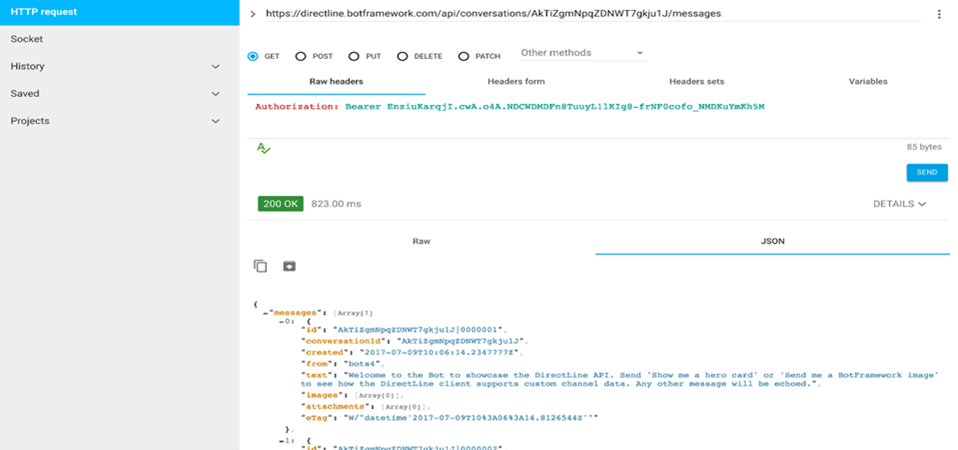 HTTP request
Socket
History
Saved
Projects
https://directline.botframework.com/api/conversations/AkTiZgmNpqZDNWT7gkju1J/messages
GET POST PUT DELETE PATCH Other methods
Raw headers Headers form Headers sets Variables
Authorization: Bearer EnziuKarqjI.cwA.o4A.NDCWDMDFn8TuuyL1lKIg8-frNF0cofo_NMDKuYmKh5M
85 bytes
SEND
200 OK 823.00 ms DETAILS
Raw JSON
{
"messages": [Array[7]
0: {
"id": "AkTiZgmNpqZDNWT7gkju1J|0000001",
"conversationId": "AkTiZgmNpqZDNWT7gkju1J",
"created": "2017-07-09T10:06:14.2347777Z",
"from": "bots4",
"text": "Welcome to the Bot to showcase the DirectLine API. Send 'Show me a hero card' or 'Send me a BotFramework image'
to see how the DirectLine client supports custom channel data. Any other message will be echoed.",
"images": [Array[0]],
"attachments": [Array[0]],
"eTag": "W/"datetime'2017-07-09T10%3A06%3A14.8126544Z'""
},
1: {
"id": "AkTiZgmNpqZDNWT7gkju1J|0000002",